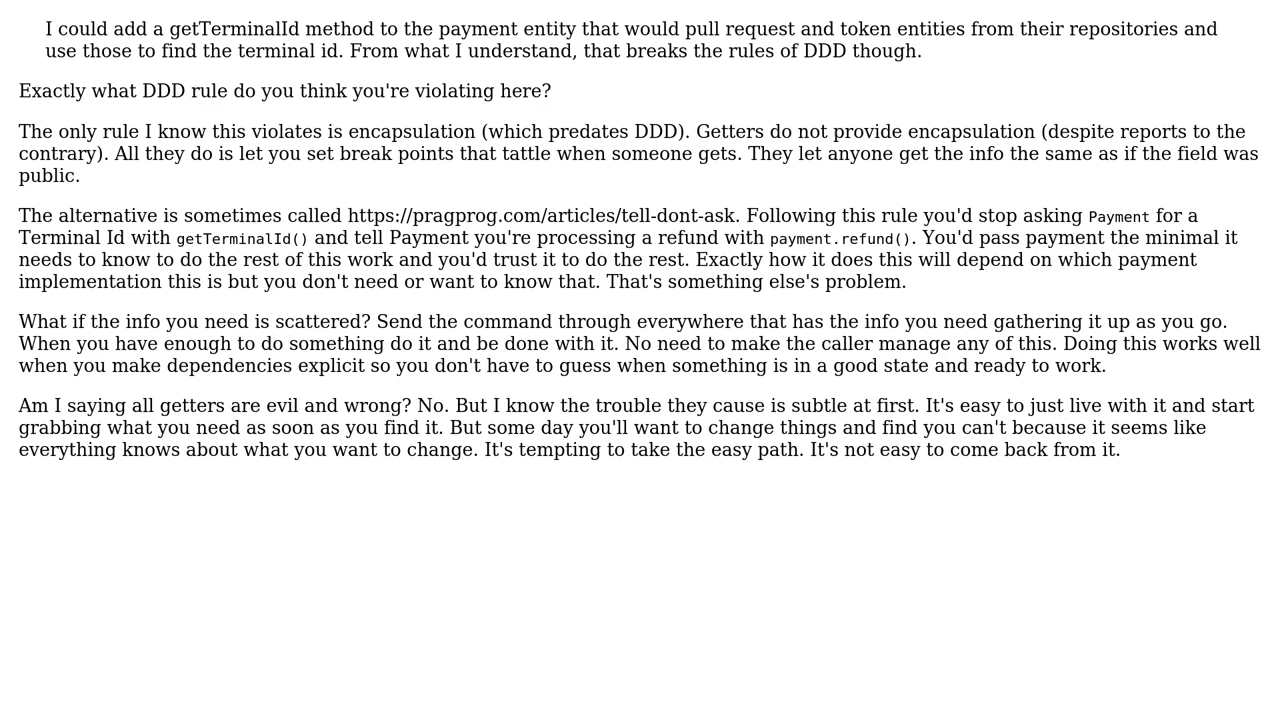 I could add a getTerminalId method to the payment entity that would pull request and token entities from their repositories and
use those to find the terminal id. From what I understand, that breaks the rules of DDD though.
Exactly what DDD rule do you think you're violating here?
The only rule I know this violates is encapsulation (which predates DDD). Getters do not provide encapsulation (despite reports to the
contrary). All they do is let you set break points that tattle when someone gets. They let anyone get the info the same as if the field was
public.
The alternative is sometimes called https://pragprog.com/articles/tell-dont-ask. Following this rule you'd stop asking Payment for a
Terminal Id with getTerminalId() and tell Payment you're processing a refund with payment.refund(). You'd pass payment the minimal it
needs to know to do the rest of this work and you'd trust it to do the rest. Exactly how it does this will depend on which payment
implementation this is but you don't need or want to know that. That's something else's problem.
What if the info you need is scattered? Send the command through everywhere that has the info you need gathering it up as you go.
When you have enough to do something do it and be done with it. No need to make the caller manage any of this. Doing this works well
when you make dependencies explicit so you don't have to guess when something is in a good state and ready to work.
Am I saying all getters are evil and wrong? No. But I know the trouble they cause is subtle at first. It's easy to just live with it and start
grabbing what you need as soon as you find it. But some day you'll want to change things and find you can't because it seems like
everything knows about what you want to change. It's tempting to take the easy path. It's not easy to come back from it.